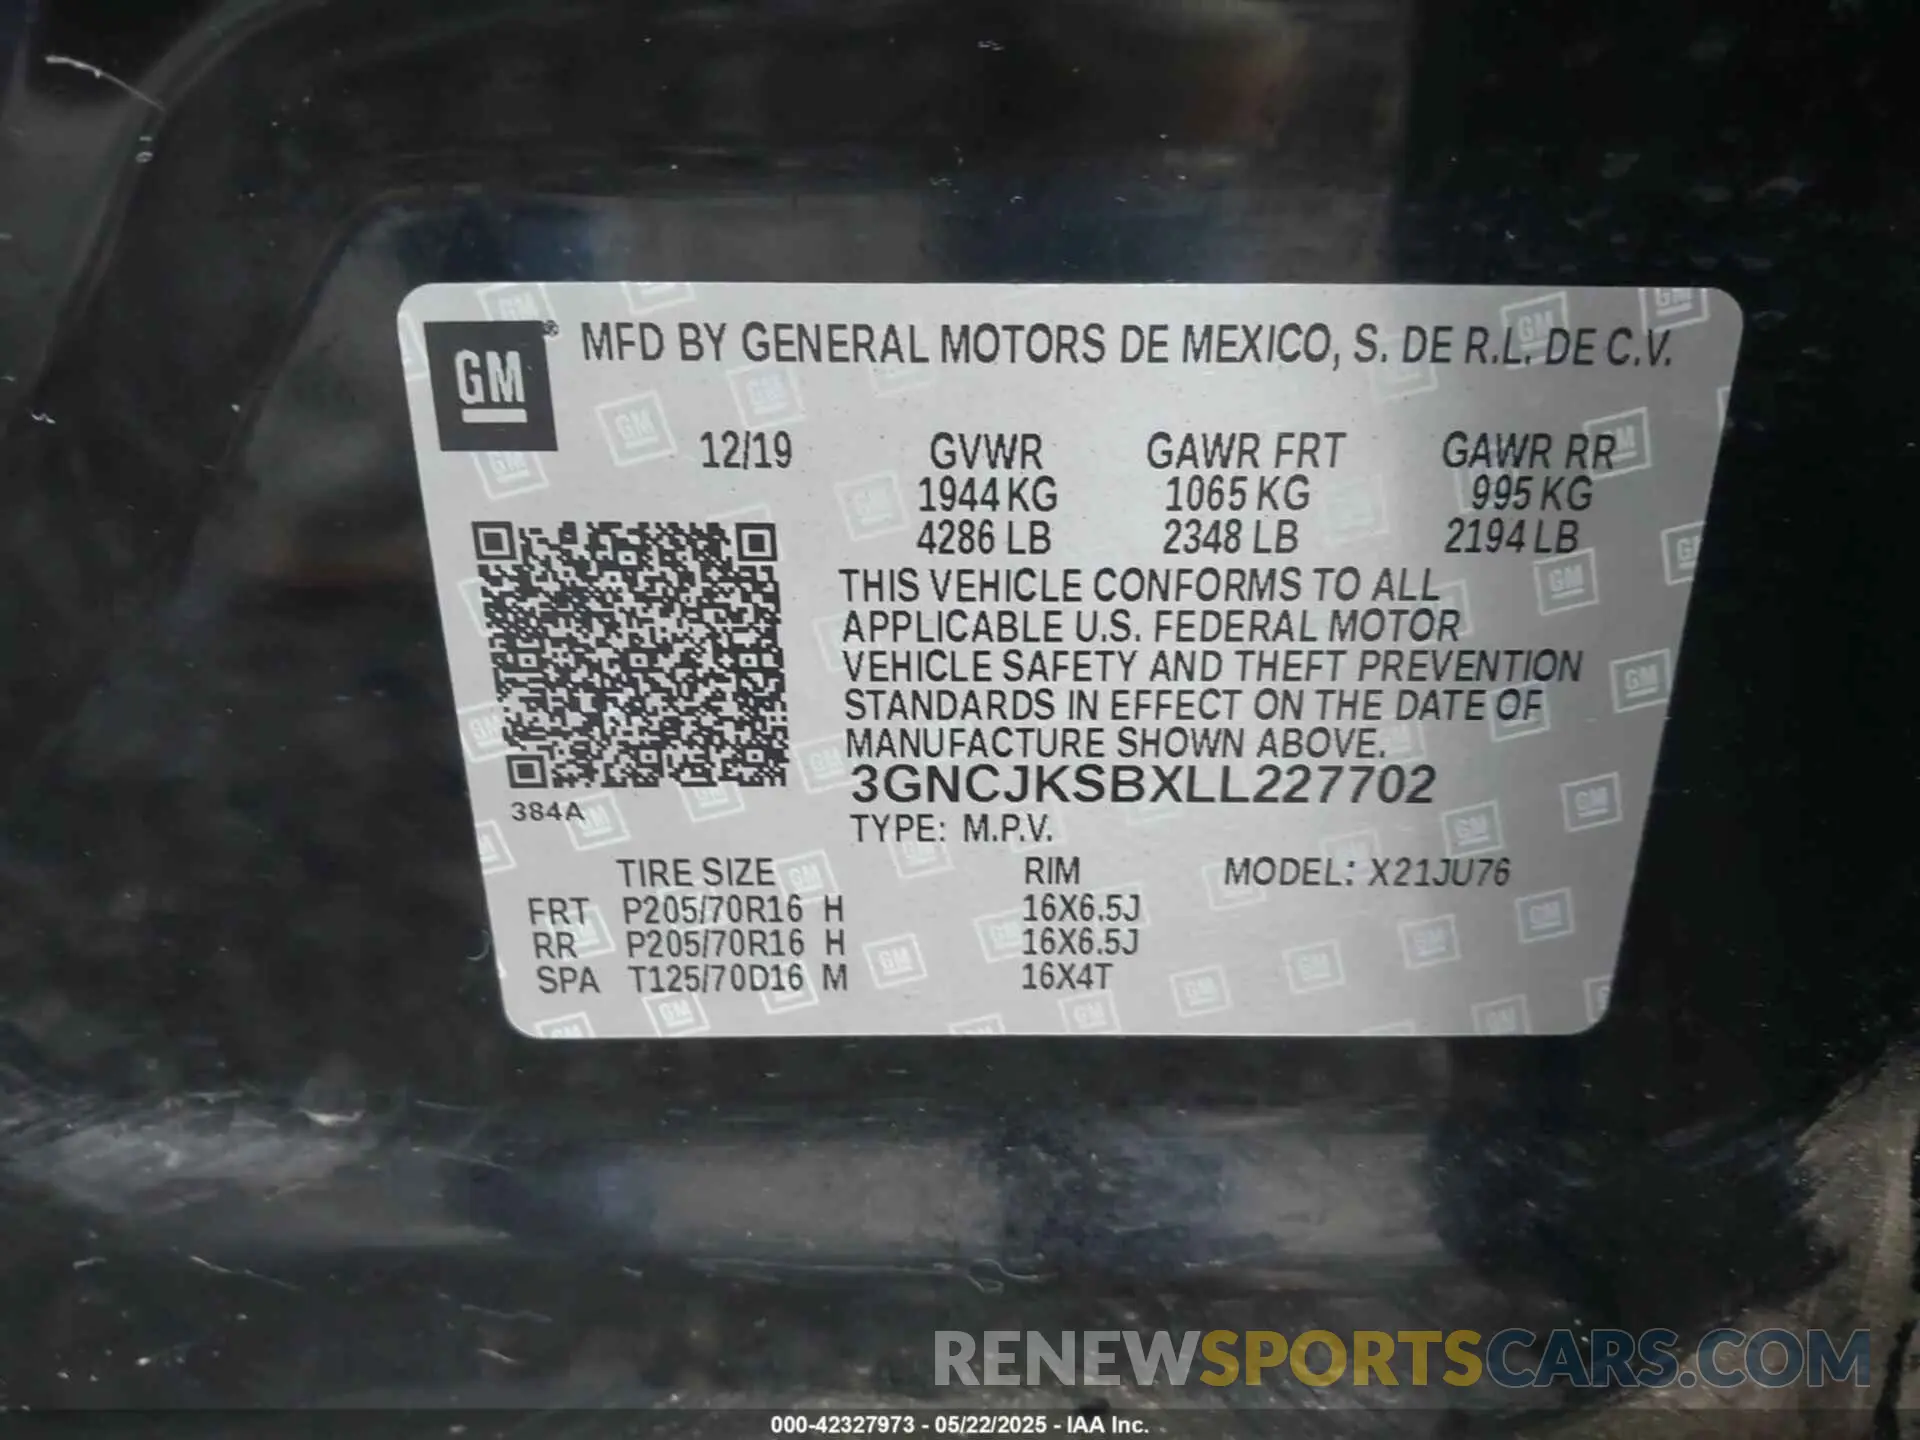 GM ® MFD BY GENERAL MOTORS DE MEXICO, S. DE R.L. DE C.V.
12/19 GVWR GAWR FRT GAWR RR
1944 KG 1065 KG 995 KG
4286 LB 2348 LB 2194 LB
THIS VEHICLE CONFORMS TO ALL
APPLICABLE U.S. FEDERAL MOTOR
VEHICLE SAFETY AND THEFT PREVENTION
STANDARDS IN EFFECT ON THE DATE OF
MANUFACTURE SHOWN ABOVE.
3GNCJKSBXLL227702
384A
TYPE: M.P.V.
TIRE SIZE RIM MODEL: X21JU76
FRT P205/70R16 H 16X6.5J
RR P205/70R16 H 16X6.5J
SPA T125/70D16 M 16X4T
RENEWSPORTSCARS.COM
000-42327973 - 05/22/2025 - IAA Inc.